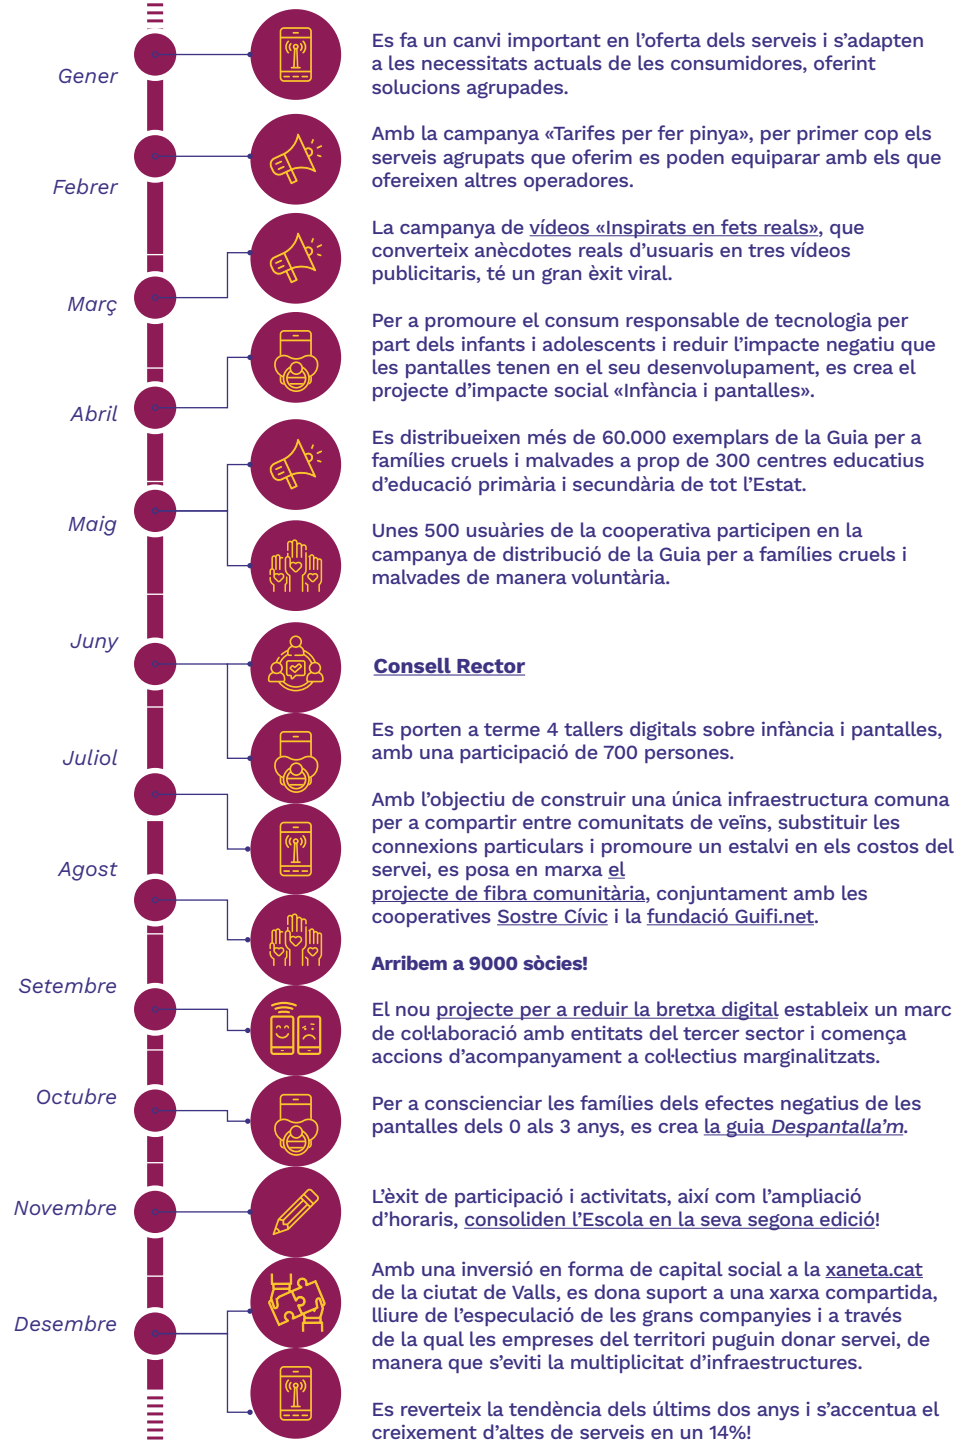 Gener
Es fa un canvi important en l’oferta dels serveis i s’adapten
a les necessitats actuals de les consumidores, oferint
solucions agrupades.
Febrer
Amb la campanya «Tarifes per fer pinya», per primer cop els
serveis agrupats que oferim es poden equiparar amb els que
ofereixen altres operadores.
Març
La campanya de vídeos «Inspirats en fets reals», que
converteix anècdotes reals d’usuaris en tres vídeos
publicitaris, té un gran èxit viral.
Abril
Per a promoure el consum responsable de tecnologia per
part dels infants i adolescents i reduir l’impacte negatiu que
les pantalles tenen en el seu desenvolupament, es crea el
projecte d’impacte social «Infància i pantalles».
Maig
Es distribueixen més de 60.000 exemplars de la Guia per a
famílies cruels i malvades a prop de 300 centres educatius
d’educació primària i secundària de tot l’Estat.
Unes 500 usuàries de la cooperativa participen en la
campanya de distribució de la Guia per a famílies cruels i
malvades de manera voluntària.
Juny
Consell Rector
Es porten a terme 4 tallers digitals sobre infància i pantalles,
amb una participació de 700 persones.
Juliol
Amb l’objectiu de construir una única infraestructura comuna
per a compartir entre comunitats de veïns, substituir les
connexions particulars i promoure un estalvi en els costos del
servei, es posa en marxa el
projecte de fibra comunitària, conjuntament amb les
cooperatives Sostre Cívic i la fundació Guifi.net.
Agost
Arribem a 9000 sòcies!
Setembre
El nou projecte per a reduir la bretxa digital estableix un marc
de col·laboració amb entitats del tercer sector i comença
accions d’acompanyament a col·lectius marginalitzats.
Octubre
Per a conscienciar les famílies dels efectes negatius de les
pantalles dels 0 als 3 anys, es crea la guia Despantalla’m.
Novembre
L’èxit de participació i activitats, així com l’ampliació
d’horaris, consoliden l’Escola en la seva segona edició!
Desembre
Amb una inversió en forma de capital social a la xaneta.cat
de la ciutat de Valls, es dona suport a una xarxa compartida,
lliure de l’especulació de les grans companyies i a través
de la qual les empreses del territori puguin donar servei, de
manera que s’eviti la multiplicitat d’infraestructures.
Es reverteix la tendència dels últims dos anys i s’accentua el
creixement d’altes de serveis en un 14%!